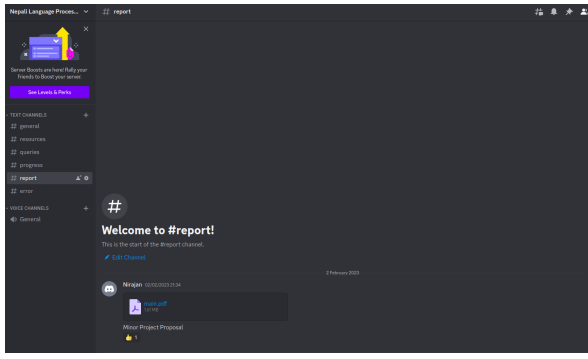 Nepali Language Proces...
# report
Server Boosts are here! Rally your
friends to Boost your server.
See Levels & Perks
TEXT CHANNELS
# general
# resources
# queries
# progress
# report
# error
VOICE CHANNELS
General
Welcome to #report!
This is the start of the #report channel.
Edit Channel
2 February 2023
Nirajan 02/02/2023 21:34
main.pdf
Minor Project Proposal
1